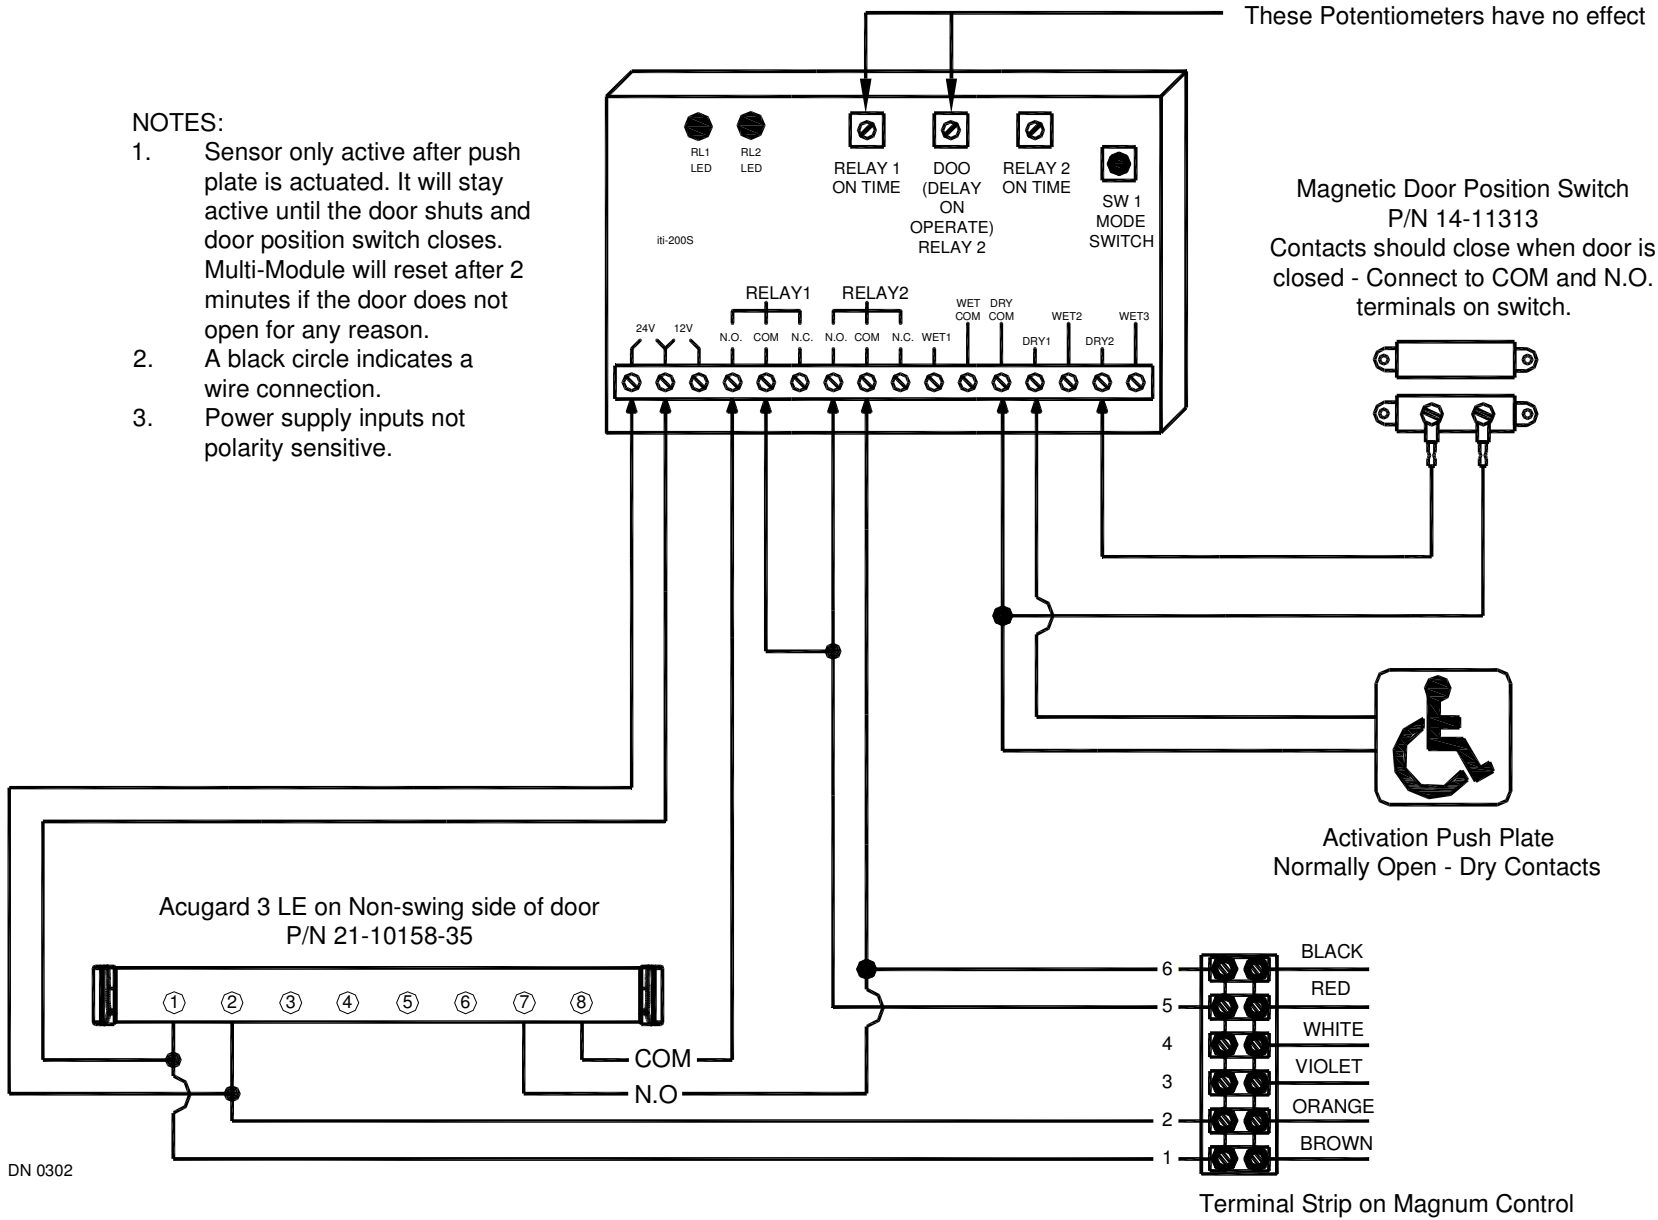 These Potentiometers have no effect
NOTES:
1. Sensor only active after push
plate is actuated. It will stay
active until the door shuts and
door position switch closes.
Multi-Module will reset after 2
minutes if the door does not
open for any reason.
2. A black circle indicates a
wire connection.
3. Power supply inputs not
polarity sensitive.
RL1
LED
RL2
LED
RELAY 1
ON TIME
DOO
(DELAY
ON
OPERATE)
RELAY 2
RELAY 2
ON TIME
SW 1
MODE
SWITCH
iti-200S
RELAY1 RELAY2
24V 12V N.O. COM N.C. N.O. COM N.C. WET1
WET
COM
DRY
COM
DRY1
WET2
DRY2
WET3
Magnetic Door Position Switch
P/N 14-11313
Contacts should close when door is
closed - Connect to COM and N.O.
terminals on switch.
Activation Push Plate
Normally Open - Dry Contacts
Acugard 3 LE on Non-swing side of door
P/N 21-10158-35
1 2 3 4 5 6 7 8
COM
N.O
6 BLACK
5 RED
4 WHITE
3 VIOLET
2 ORANGE
1 BROWN
DN 0302
Terminal Strip on Magnum Control